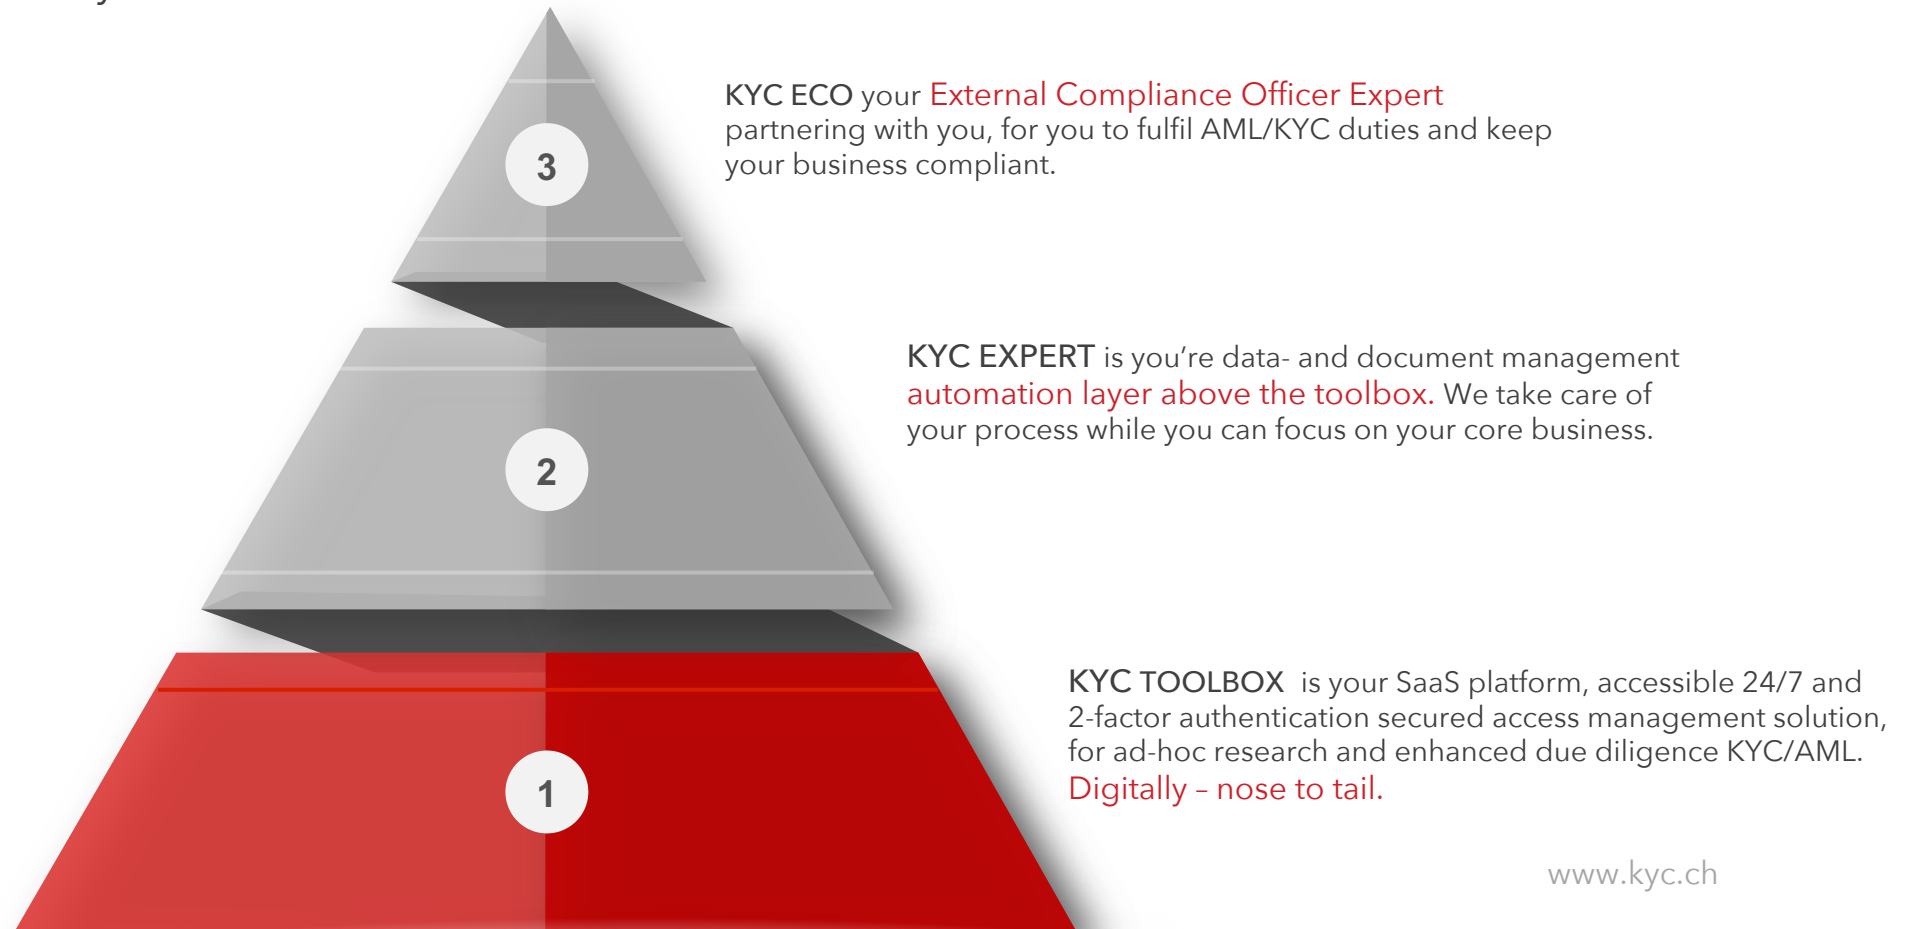 KYC ECO your External Compliance Officer Expert
partnering with you, for you to fulfil AML/KYC duties and keep
your business compliant.
3
KYC EXPERT is you’re data- and document management
automation layer above the toolbox. We take care of
your process while you can focus on your core business.
2
KYC TOOLBOX is your SaaS platform, accessible 24/7 and
2-factor authentication secured access management solution,
for ad-hoc research and enhanced due diligence KYC/AML.
Digitally – nose to tail.
1
www.kyc.ch